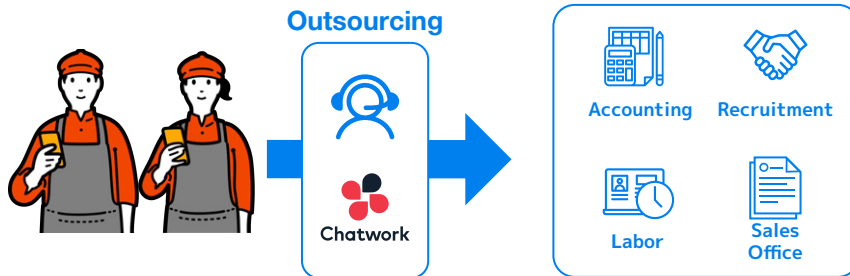 Outsourcing
Chatwork
Accounting
Recruitment
Labor
Sales
Office